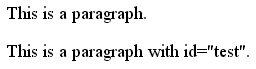 This is a paragraph.
This is a paragraph with id="test".